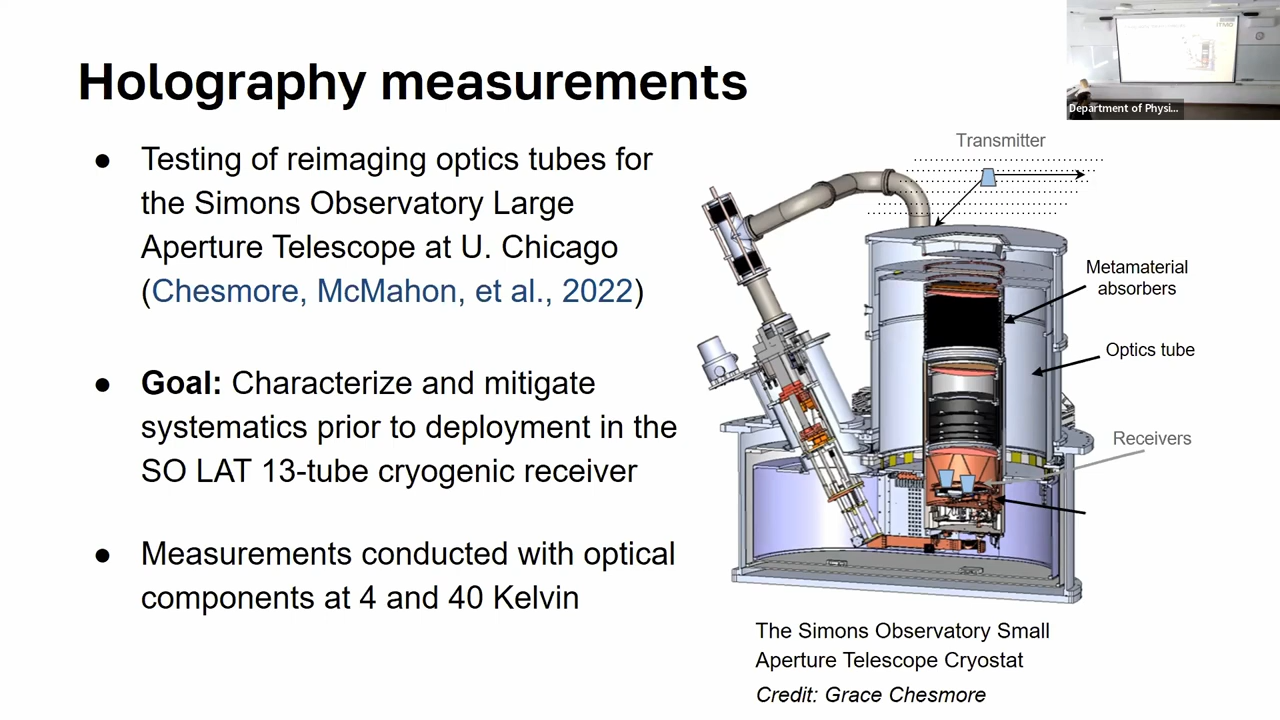 Holography measurements
Department of Physi...
● Testing of reimaging optics tubes for
the Simons Observatory Large
Aperture Telescope at U. Chicago
(Chesmore, McMahon, et al., 2022)
● Goal: Characterize and mitigate
systematics prior to deployment in the
SO LAT 13-tube cryogenic receiver
● Measurements conducted with optical
components at 4 and 40 Kelvin
Transmitter
Metamaterial
absorbers
Optics tube
Receivers
The Simons Observatory Small
Aperture Telescope Cryostat
Credit: Grace Chesmore